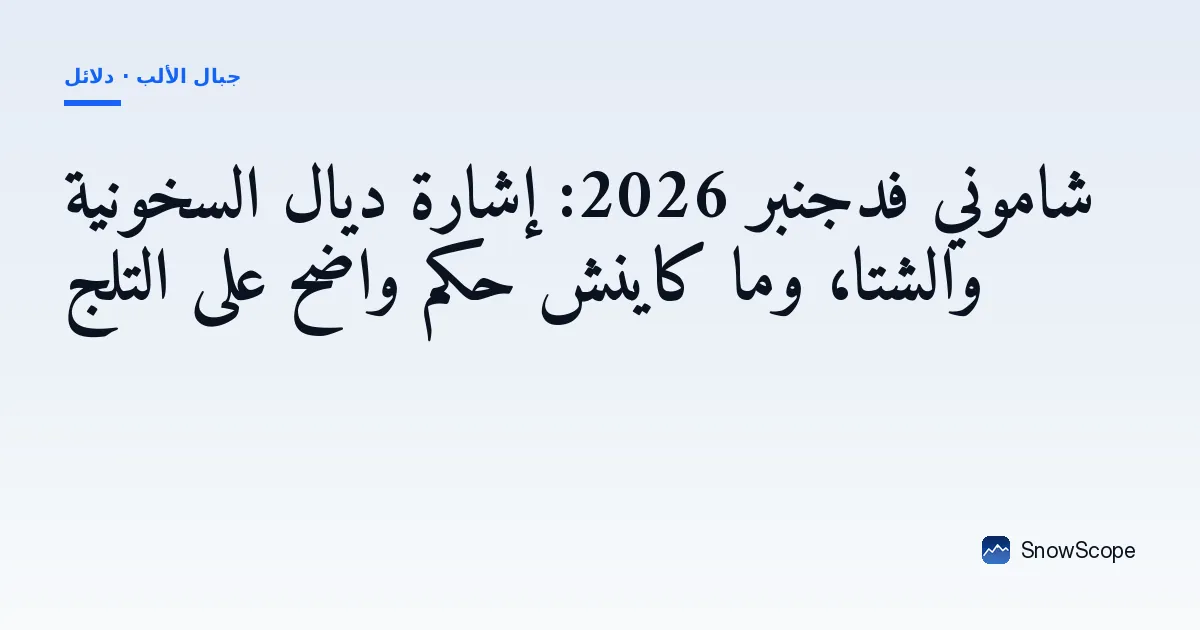 جبال الألب · دلائل
شاموني فدجنبر 2026: إشارة ديال السخونية
والشتا، وما كاينش حكم واضح على التلج
SnowScope